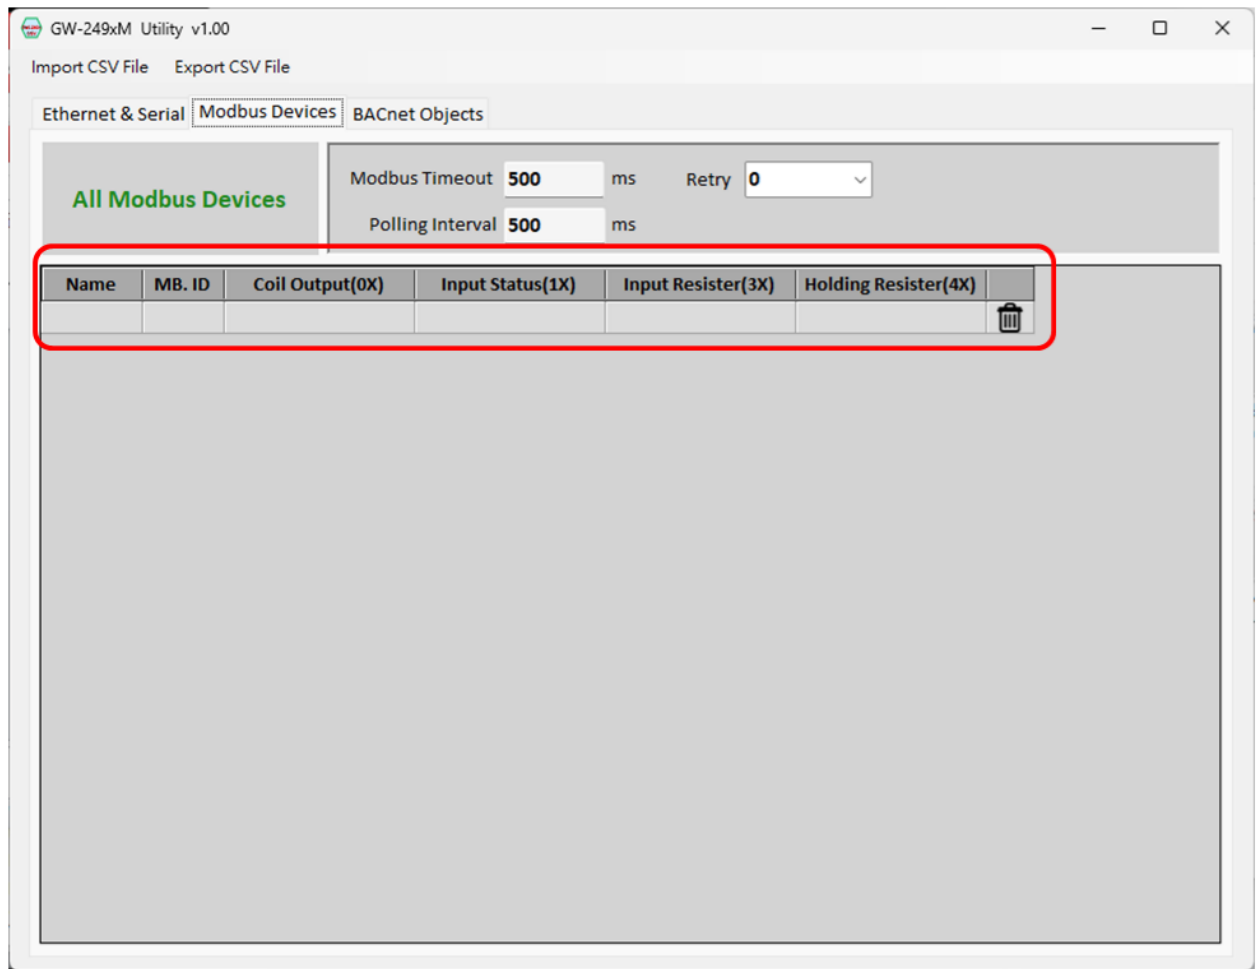 GW-249xM Utility v1.00
Import CSV File Export CSV File
Ethernet & Serial Modbus Devices BACnet Objects
All Modbus Devices
Modbus Timeout 500 ms Retry 0
Polling Interval 500 ms
Name MB. ID Coil Output(0X) Input Status(1X) Input Resister(3X) Holding Resister(4X)